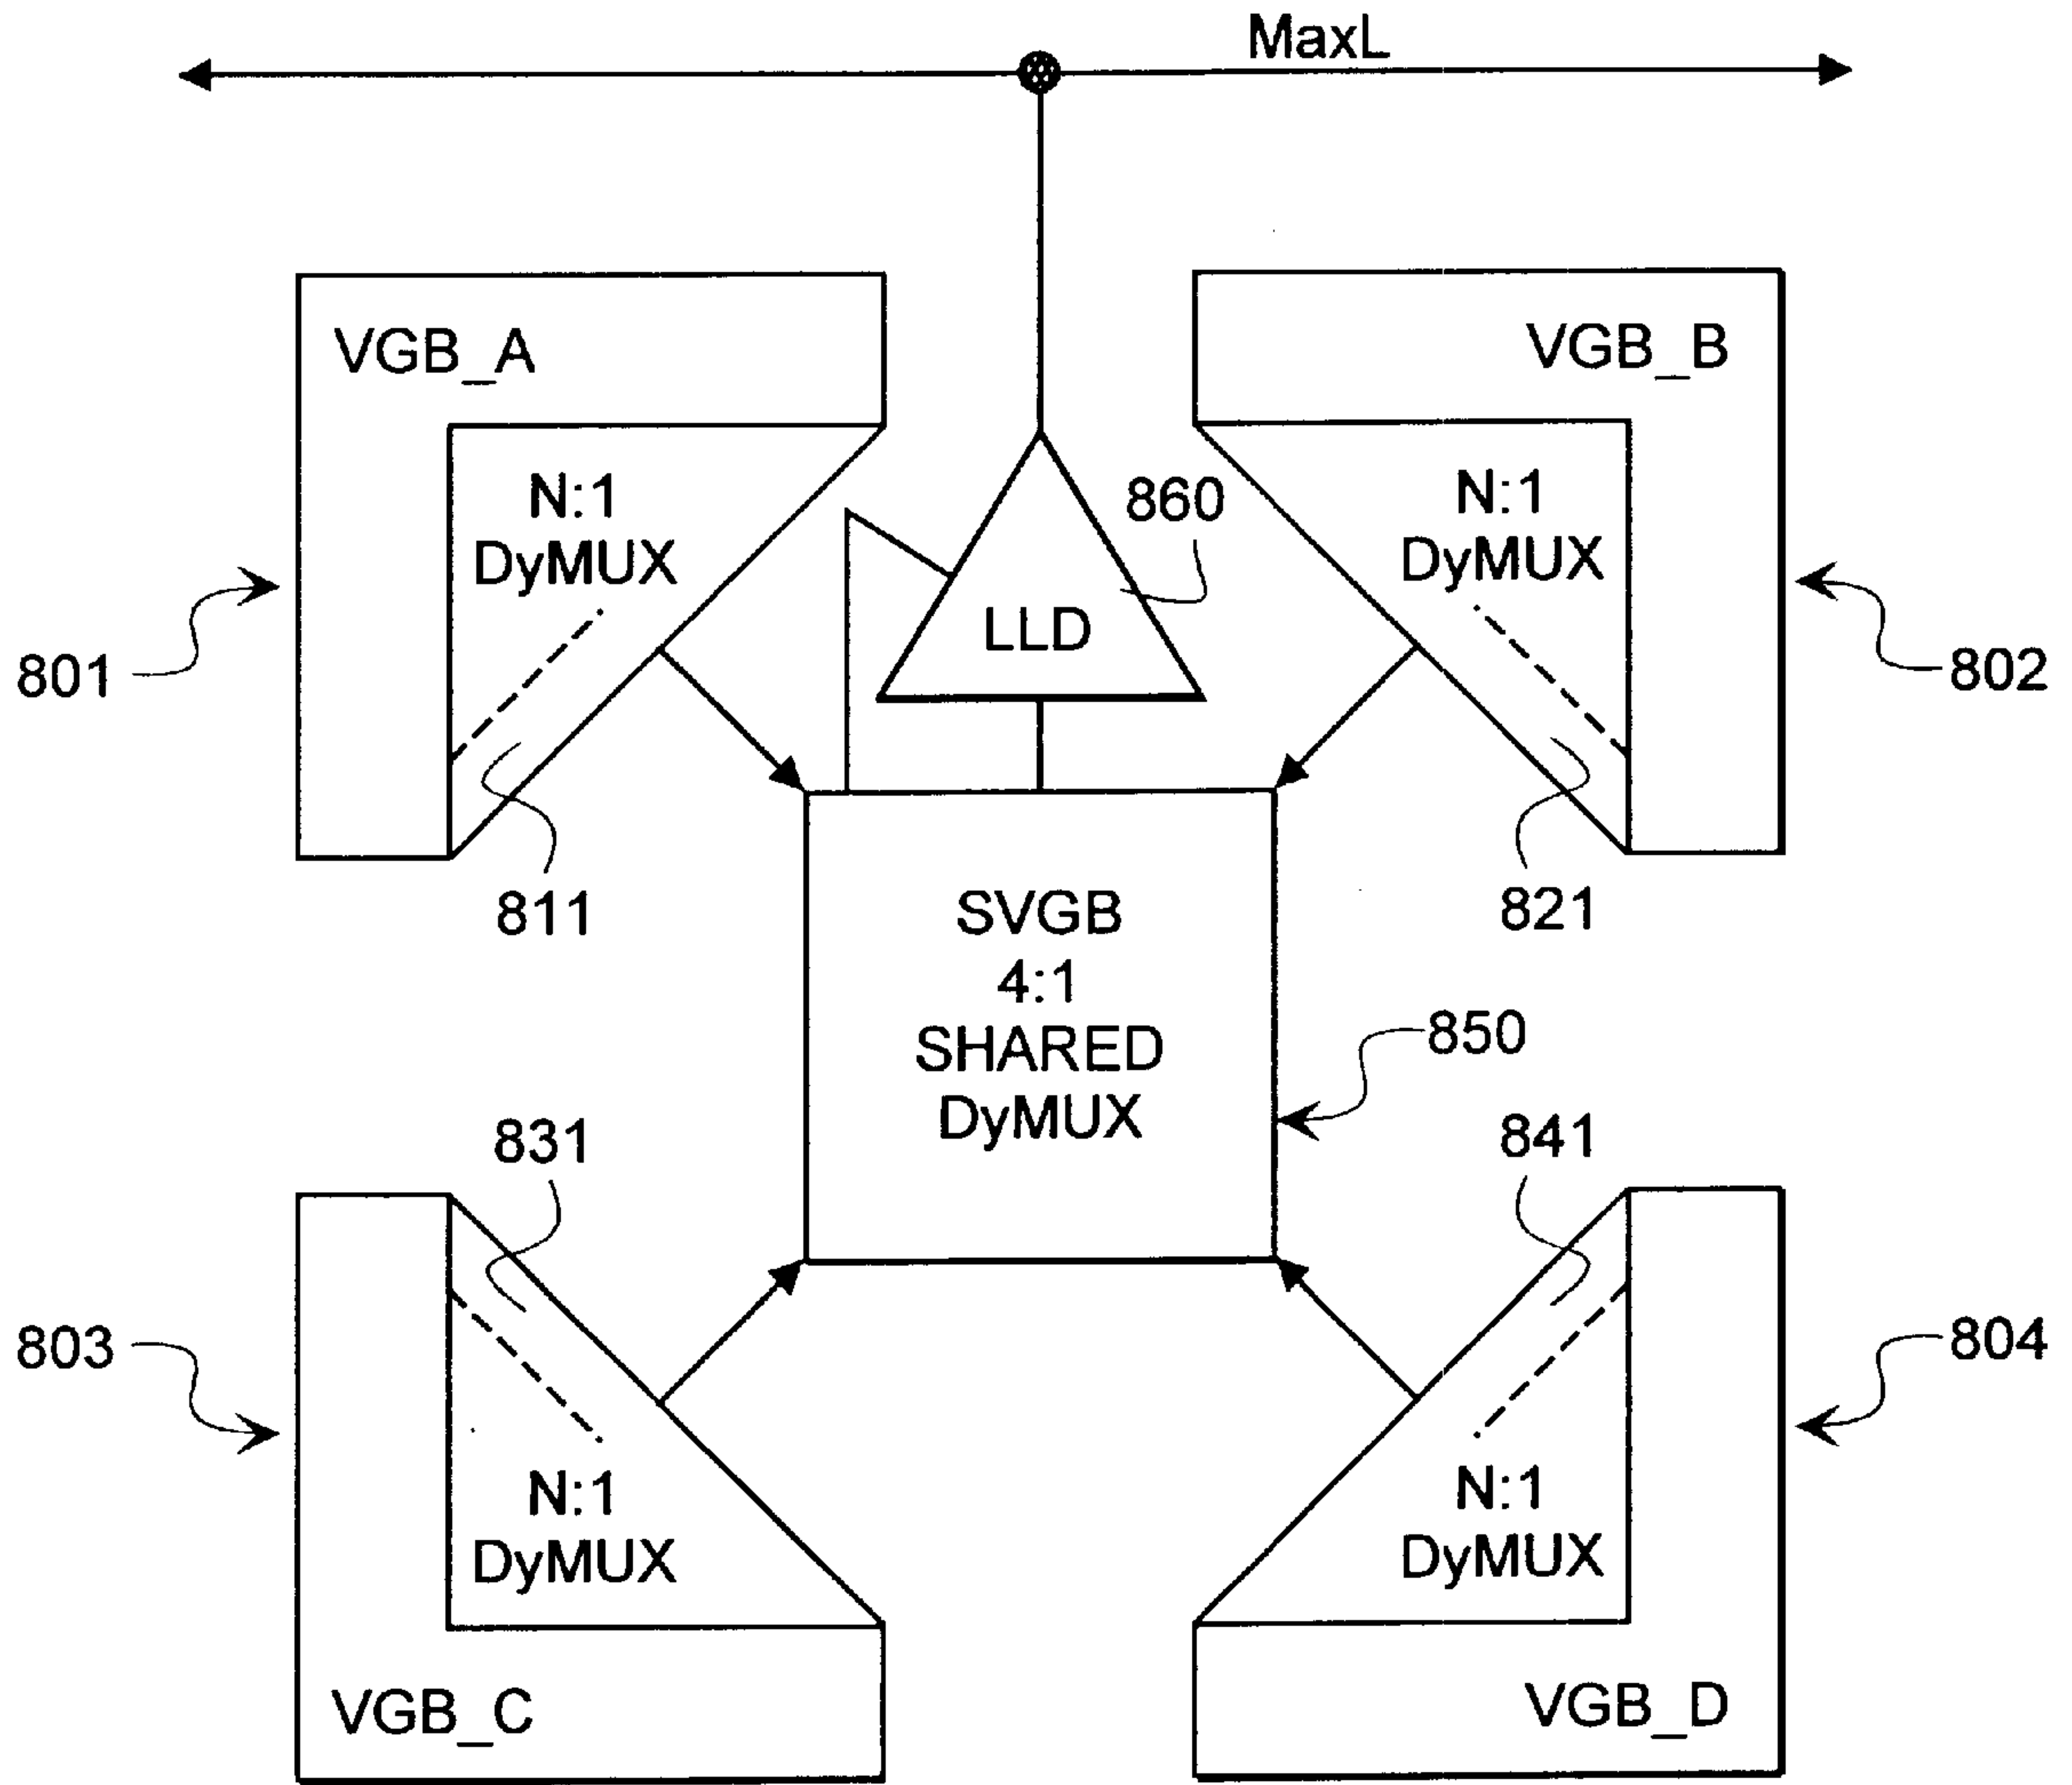 MaxL
VGB_A
VGB_B
N:1
DyMUX
860
N:1
DyMUX
LLD
801
802
811
821
SVGB
4:1
SHARED
DyMUX
850
831
841
803
804
N:1
DyMUX
N:1
DyMUX
VGB_C
VGB_D